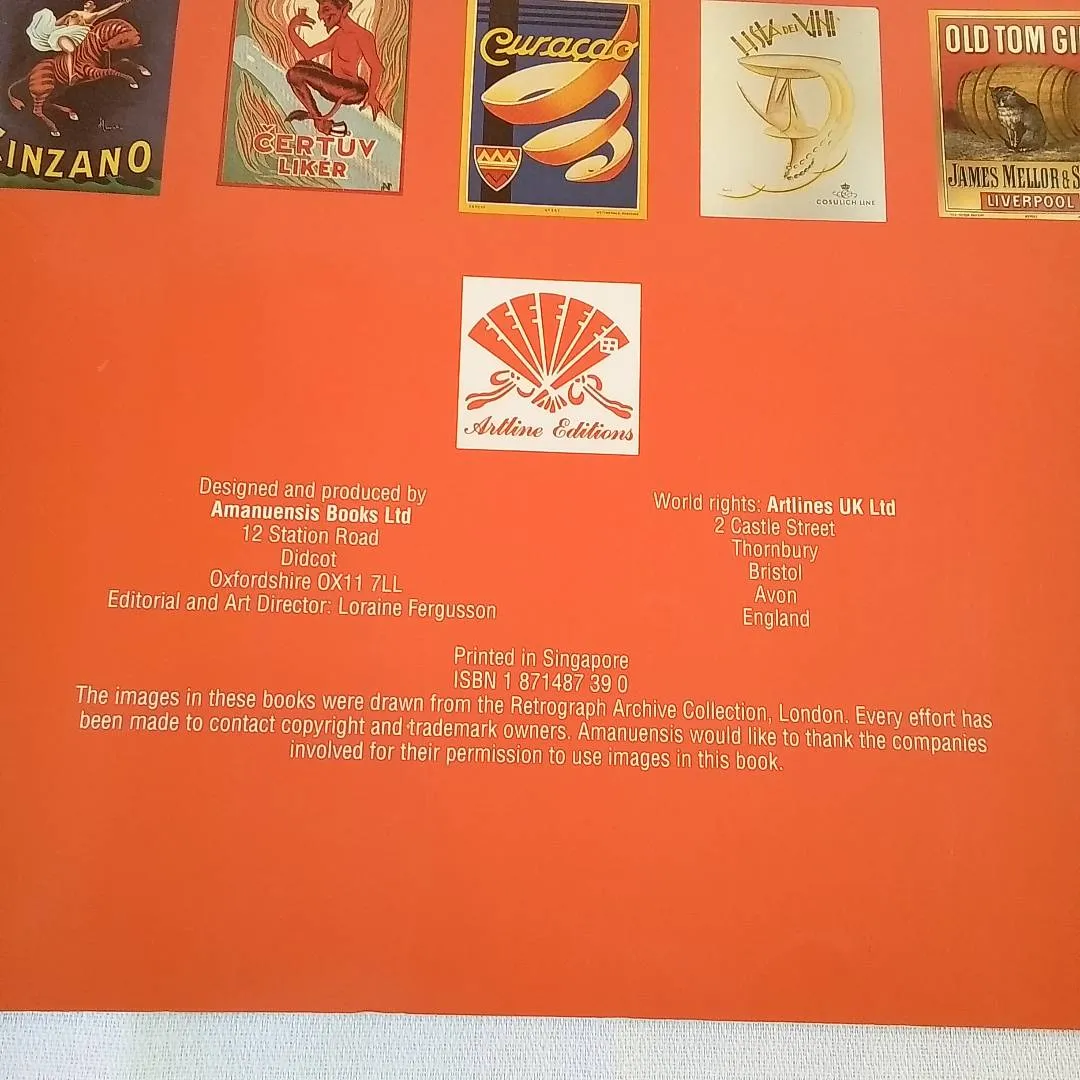 CINZANO
ČERTŮV
LIKÉR
Curaçao
LISTA DEI VINI
COSULICH LINE
OLD TOM GI
JAMES MELLOR & S
LIVERPOOL
Artline Editions
Designed and produced by
Amanuensis Books Ltd
12 Station Road
Didcot
Oxfordshire OX11 7LL
Editorial and Art Director: Loraine Fergusson
World rights: Artlines UK Ltd
2 Castle Street
Thornbury
Bristol
Avon
England
Printed in Singapore
ISBN 1 871487 39 0
The images in these books were drawn from the Retrograph Archive Collection, London. Every effort has
been made to contact copyright and trademark owners. Amanuensis would like to thank the companies
involved for their permission to use images in this book.